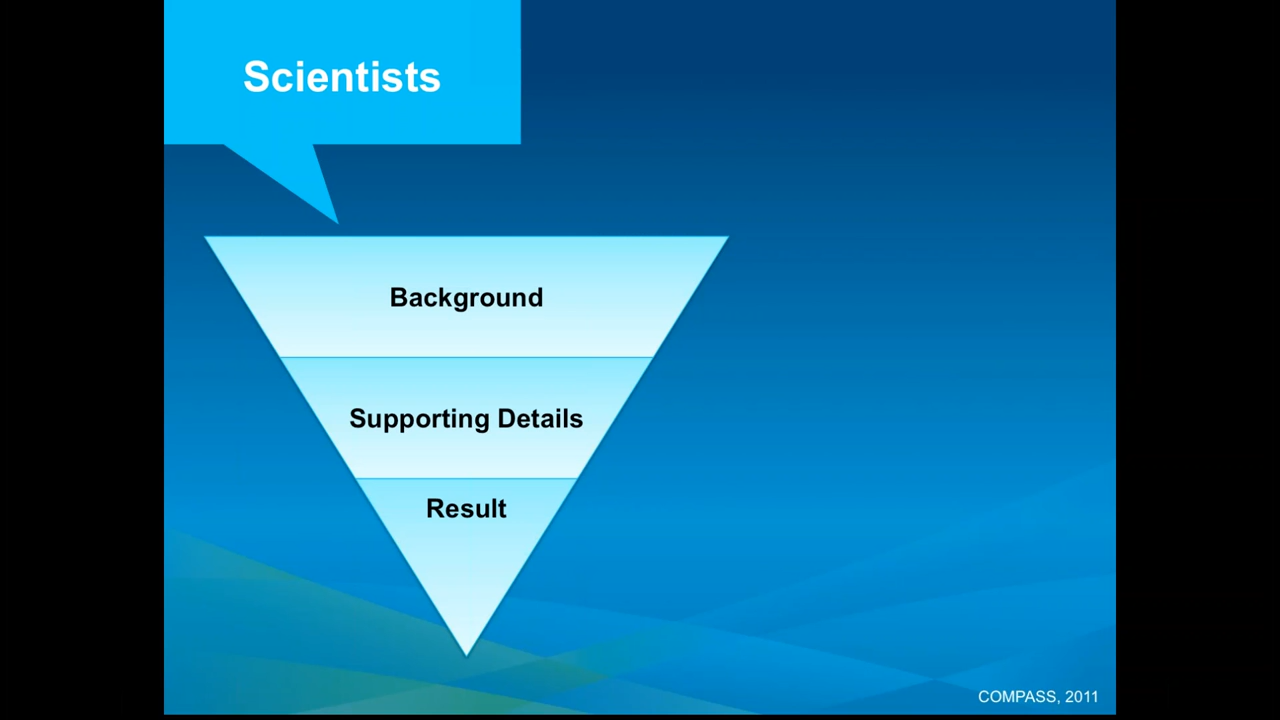 Scientists
Background
Supporting Details
Result
COMPASS, 2011